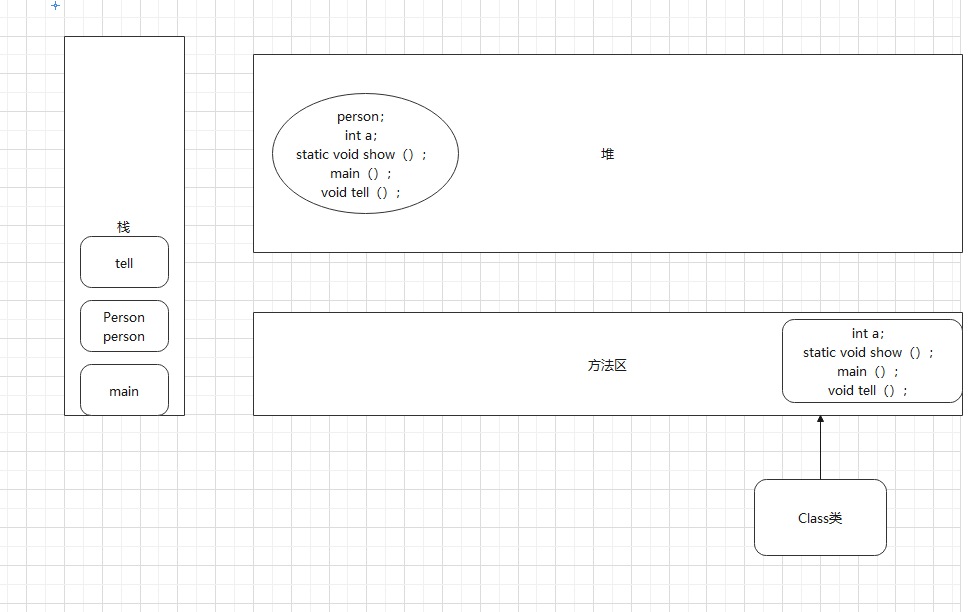 栈
tell
Person
person
main
person；
int a；
static void show（）；
main（）；
void tell（）；
堆
方法区
int a；
static void show（）；
main（）；
void tell（）；
Class类